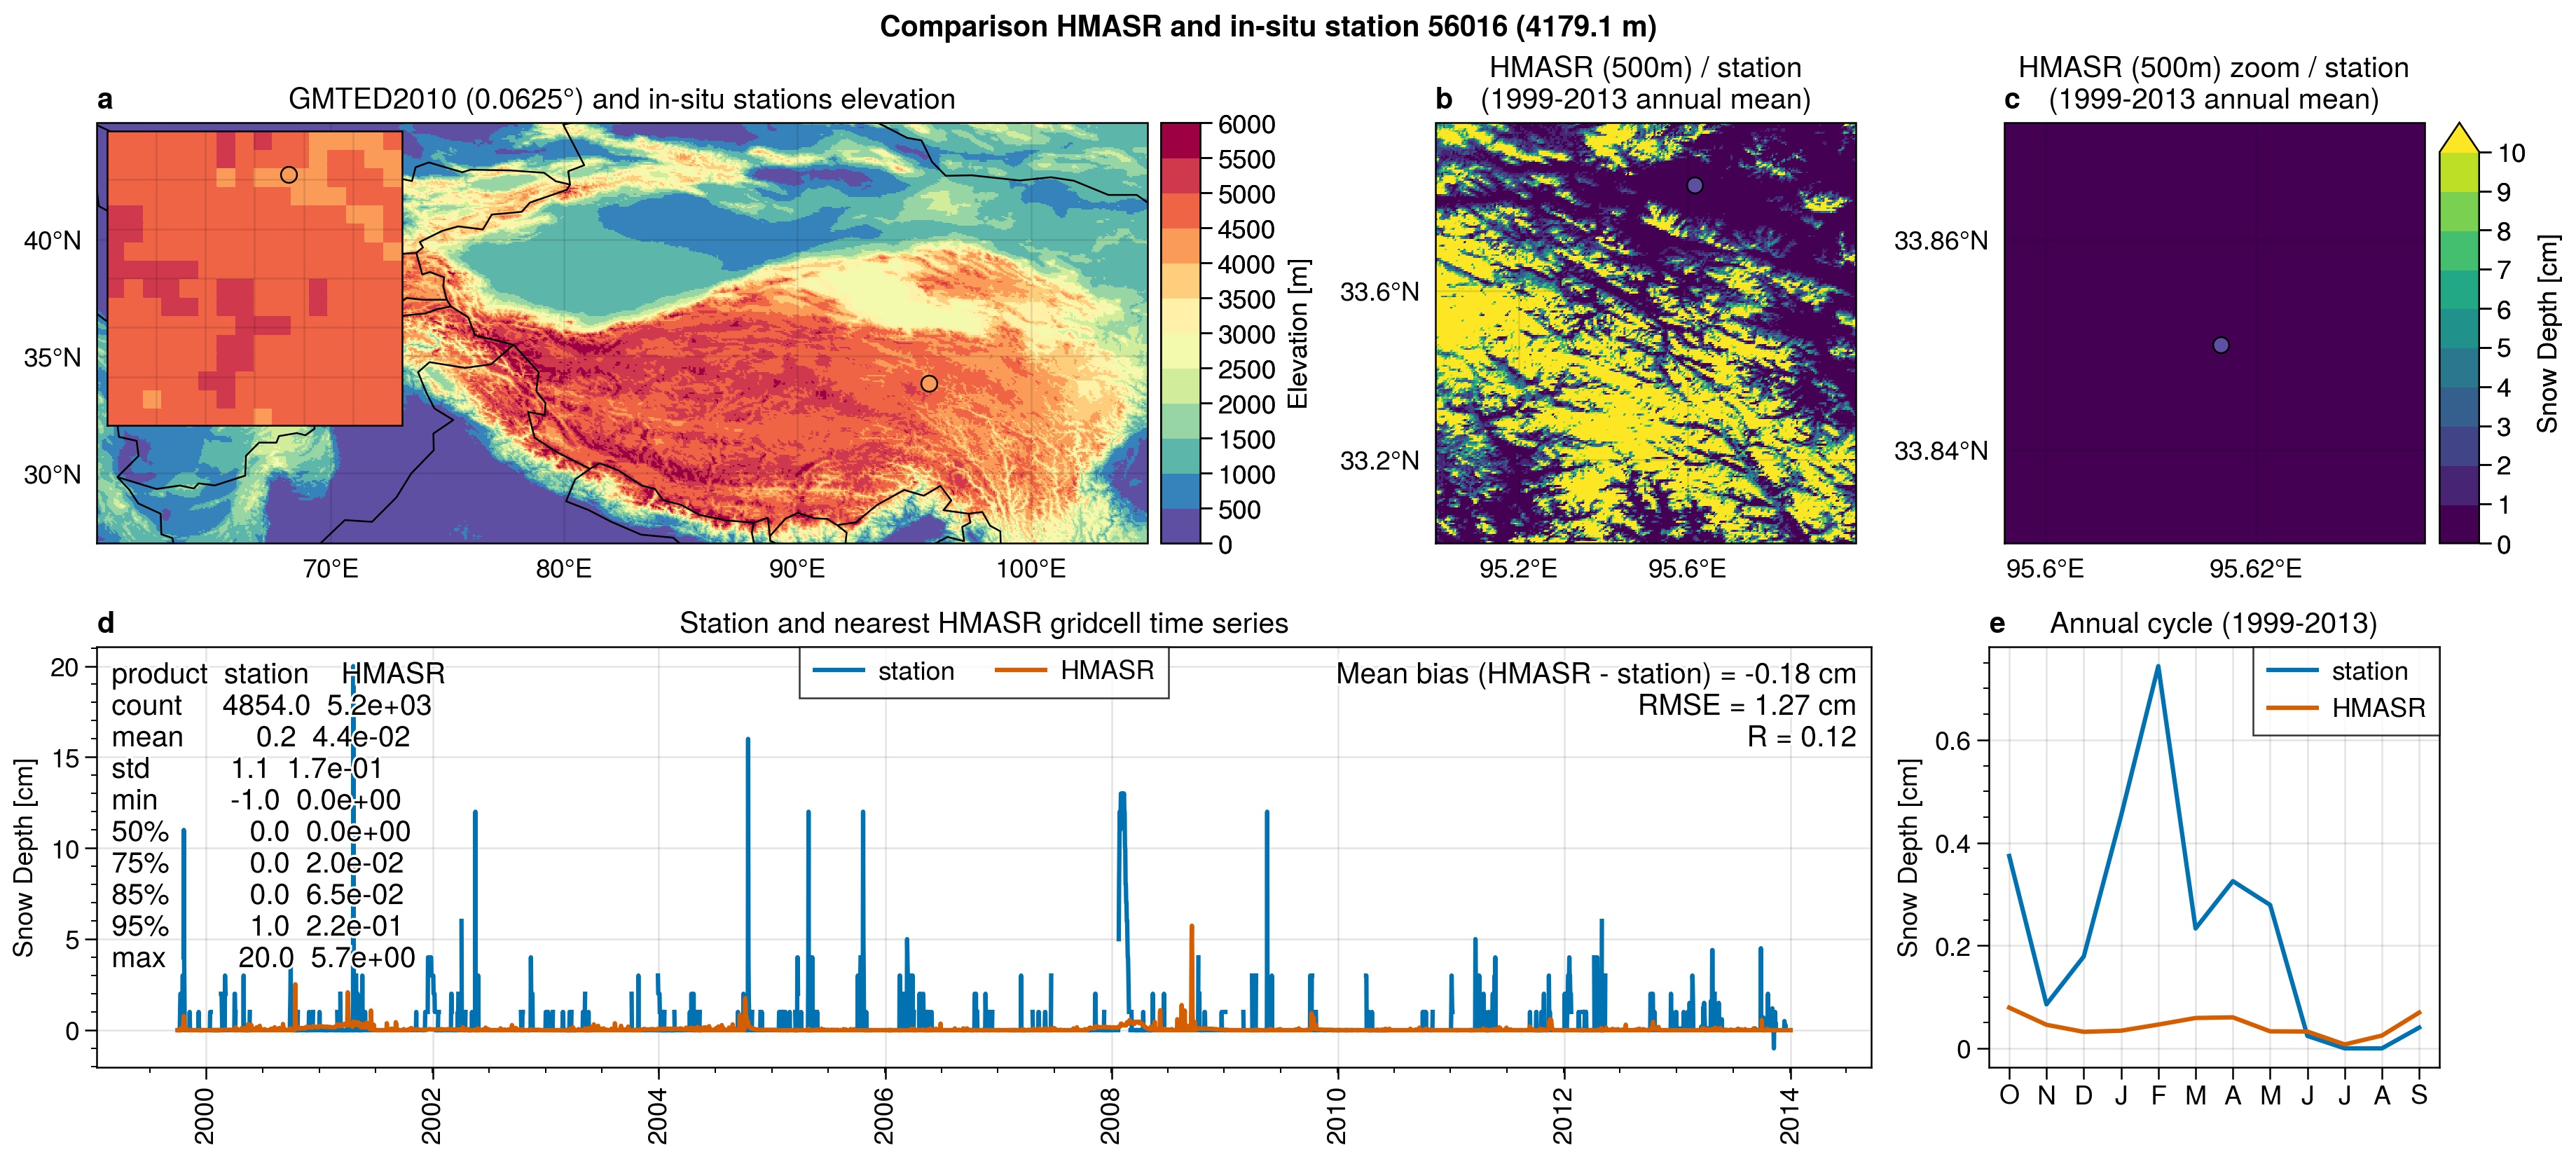 Comparison HMASR and in-situ station 56016 (4179.1 m)
a GMTED2010 (0.0625°) and in-situ stations elevation
40°N
35°N
30°N
70°E 80°E 90°E 100°E
6000
5500
5000
4500
4000
3500
3000
2500
2000
1500
1000
500
0
Elevation [m]
HMASR (500m) / station
b (1999-2013 annual mean)
33.6°N
33.2°N
95.2°E 95.6°E
HMASR (500m) zoom / station
c (1999-2013 annual mean)
33.86°N
33.84°N
95.6°E 95.62°E
10
9
8
7
6
5
4
3
2
1
0
Snow Depth [cm]
d Station and nearest HMASR gridcell time series
Snow Depth [cm]
20
15
10
5
0
product station HMASR
count 4854.0 5.2e+03
mean 0.2 4.4e-02
std 1.1 1.7e-01
min -1.0 0.0e+00
50% 0.0 0.0e+00
75% 0.0 2.0e-02
85% 0.0 6.5e-02
95% 1.0 2.2e-01
max 20.0 5.7e+00
station HMASR
Mean bias (HMASR - station) = -0.18 cm
RMSE = 1.27 cm
R = 0.12
2000 2002 2004 2006 2008 2010 2012 2014
e Annual cycle (1999-2013)
Snow Depth [cm]
0.6
0.4
0.2
0
station
HMASR
O N D J F M A M J J A S